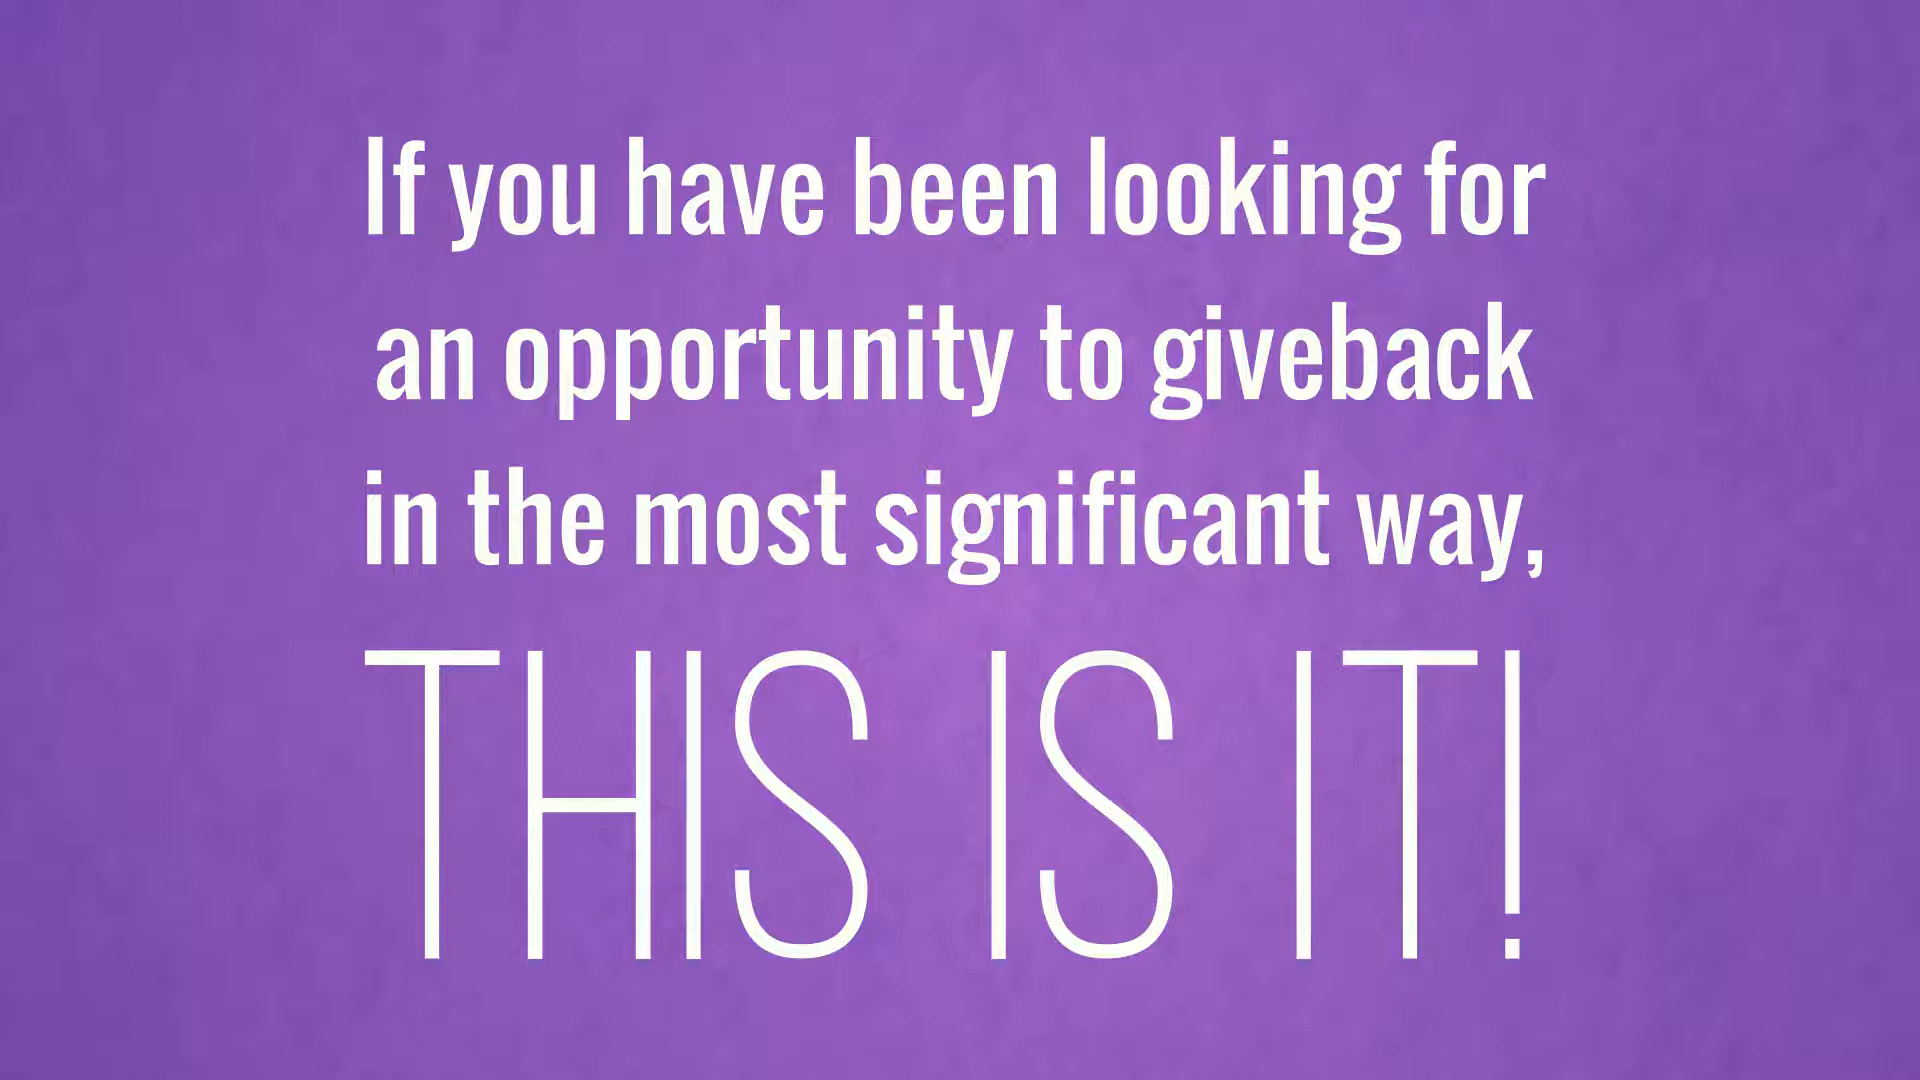 If you have been looking for
an opportunity to giveback
in the most significant way,
THIS IS IT!